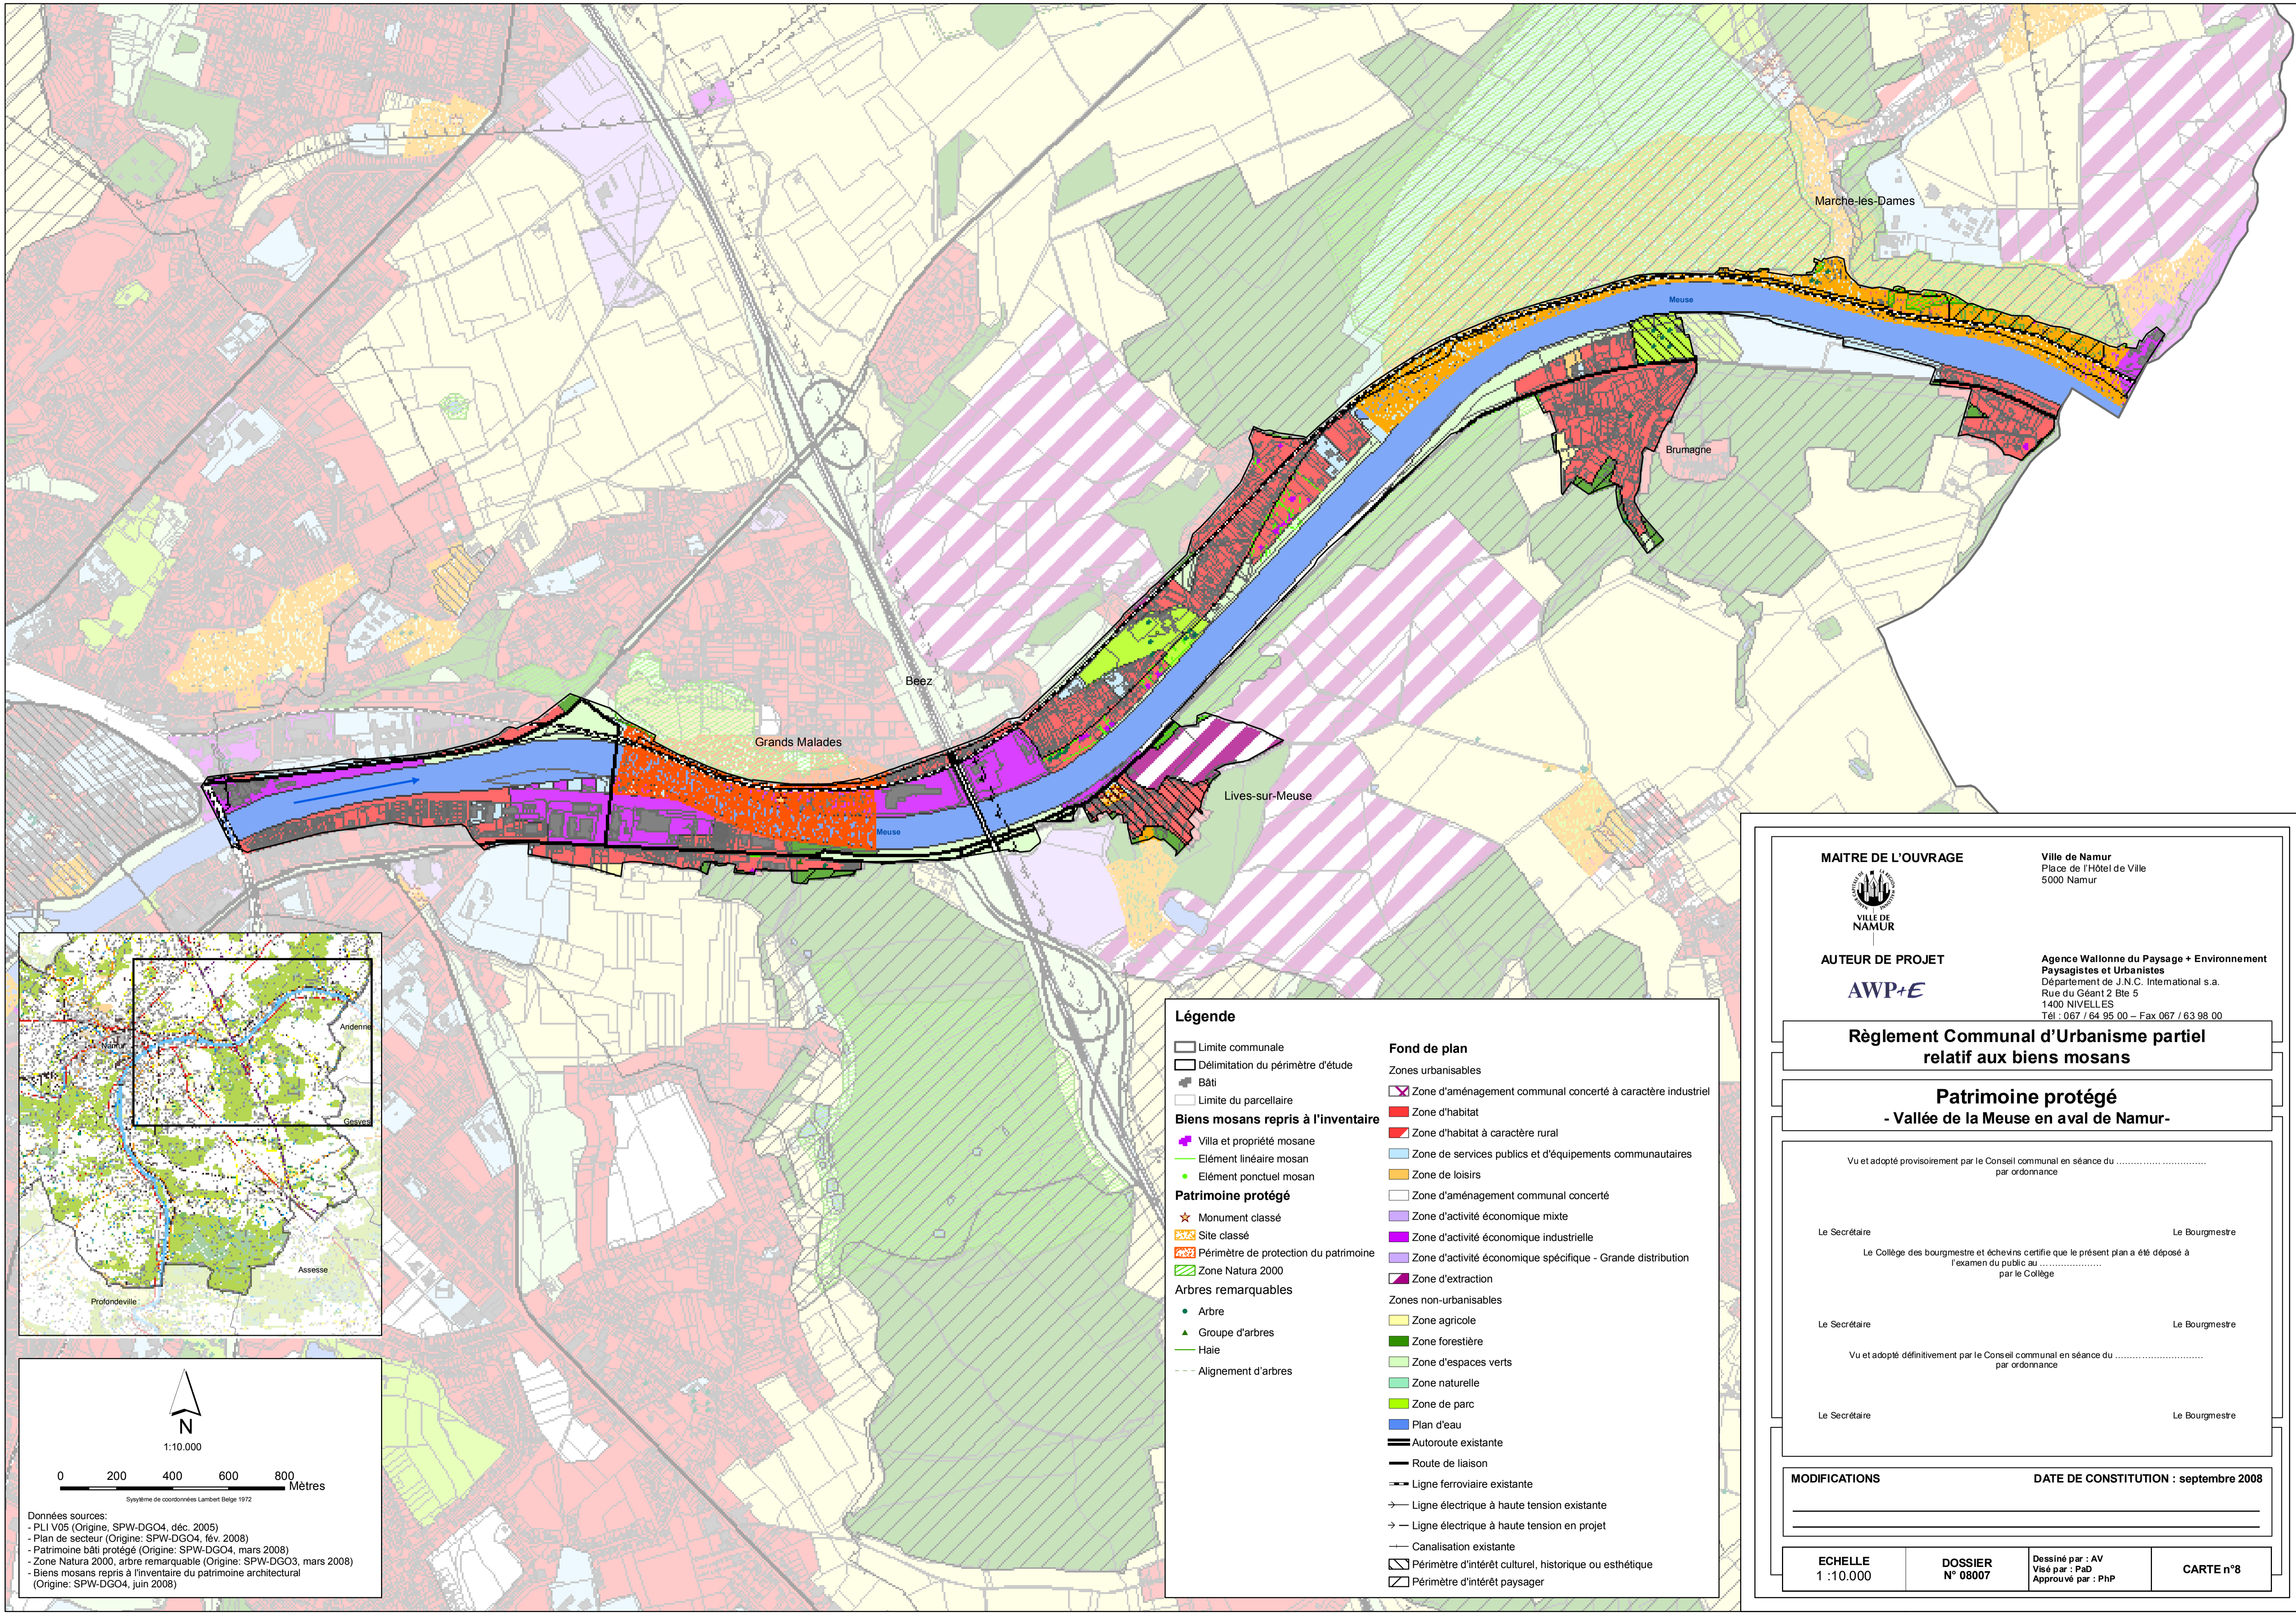 Marche-les-Dames
Meuse
Brumagne
Beez
Grands Malades
Lives-sur-Meuse
Meuse
Namur
Andenne
Gesves
Assesse
Profondeville
N
1:10.000
0 200 400 600 800
Mètres
Sysytème de coordonnées Lambert Belge 1972
Données sources:
- PLI V05 (Origine, SPW-DGO4, déc. 2005)
- Plan de secteur (Origine: SPW-DGO4, fév. 2008)
- Patrimoine bâti protégé (Origine: SPW-DGO4, mars 2008)
- Zone Natura 2000, arbre remarquable (Origine: SPW-DGO3, mars 2008)
- Biens mosans repris à l'inventaire du patrimoine architectural
(Origine: SPW-DGO4, juin 2008)
Légende
Limite communale
Délimitation du périmètre d'étude
Bâti
Limite du parcellaire
Biens mosans repris à l'inventaire
Villa et propriété mosane
Elément linéaire mosan
Elément ponctuel mosan
Patrimoine protégé
Monument classé
Site classé
Périmètre de protection du patrimoine
Zone Natura 2000
Arbres remarquables
Arbre
Groupe d'arbres
Haie
Alignement d'arbres
Fond de plan
Zones urbanisables
Zone d'aménagement communal concerté à caractère industriel
Zone d'habitat
Zone d'habitat à caractère rural
Zone de services publics et d'équipements communautaires
Zone de loisirs
Zone d'aménagement communal concerté
Zone d'activité économique mixte
Zone d'activité économique industrielle
Zone d'activité économique spécifique - Grande distribution
Zone d'extraction
Zones non-urbanisables
Zone agricole
Zone forestière
Zone d'espaces verts
Zone naturelle
Zone de parc
Plan d'eau
Autoroute existante
Route de liaison
Ligne ferroviaire existante
Ligne électrique à haute tension existante
Ligne électrique à haute tension en projet
Canalisation existante
Périmètre d'intérêt culturel, historique ou esthétique
Périmètre d'intérêt paysager
MAITRE DE L'OUVRAGE
VILLE DE
NAMUR
Ville de Namur
Place de l'Hôtel de Ville
5000 Namur
AUTEUR DE PROJET
AWP+E
Agence Wallonne du Paysage + Environnement
Paysagistes et Urbanistes
Département de J.N.C. International s.a.
Rue du Géant 2 Bte 5
1400 NIVELLES
Tél : 067 / 64 95 00 – Fax 067 / 63 98 00
Règlement Communal d'Urbanisme partiel
relatif aux biens mosans
Patrimoine protégé
- Vallée de la Meuse en aval de Namur-
Vu et adopté provisoirement par le Conseil communal en séance du ............... ...............
par ordonnance
Le Secrétaire Le Bourgmestre
Le Collège des bourgmestre et échevins certifie que le présent plan a été déposé à
l'examen du public au .....................
par le Collège
Le Secrétaire Le Bourgmestre
Vu et adopté définitivement par le Conseil communal en séance du ..............................
par ordonnance
Le Secrétaire Le Bourgmestre
MODIFICATIONS DATE DE CONSTITUTION : septembre 2008
ECHELLE
1 :10.000
DOSSIER
N° 08007
Dessiné par : AV
Visé par : PaD
Approuvé par : PhP
CARTE n°8